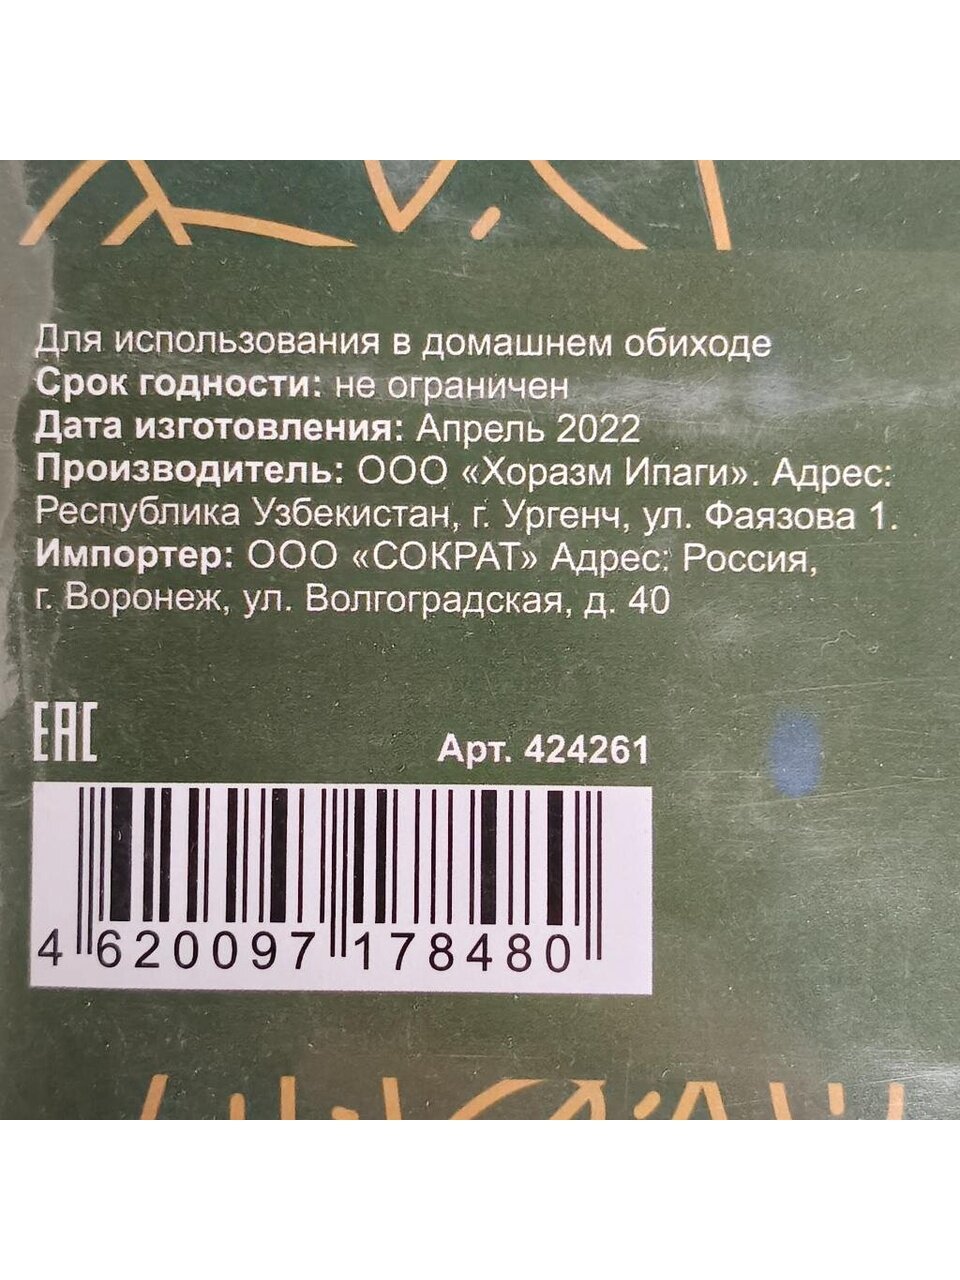 Для использования в домашнем обиходе
Срок годности: не ограничен
Дата изготовления: Апрель 2022
Производитель: ООО «Хоразм Ипаги». Адрес:
Республика Узбекистан, г. Ургенч, ул. Фаязова 1.
Импортер: ООО «СОКРАТ» Адрес: Россия,
г. Воронеж, ул. Волгоградская, д. 40
ЕАС
Арт. 424261
4 620097 178480